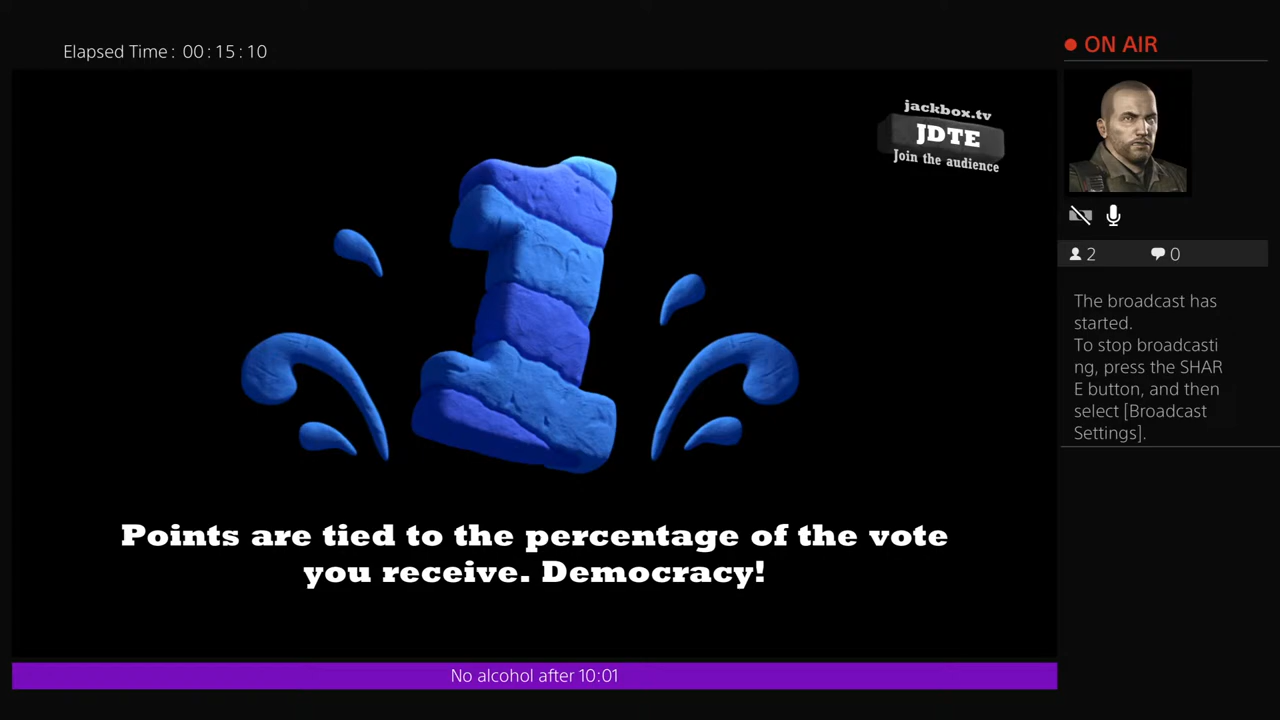 Elapsed Time: 00:15:10
ON AIR
jackbox.tv
JDTE
Join the audience
1
2
0
The broadcast has
started.
To stop broadcasti
ng, press the SHAR
E button, and then
select [Broadcast
Settings].
Points are tied to the percentage of the vote
you receive. Democracy!
No alcohol after 10:01